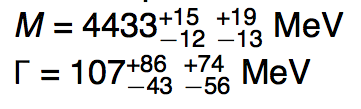 M = 4433 +15 −12 +19 −13 MeV
Γ = 107 +86 −43 +74 −56 MeV